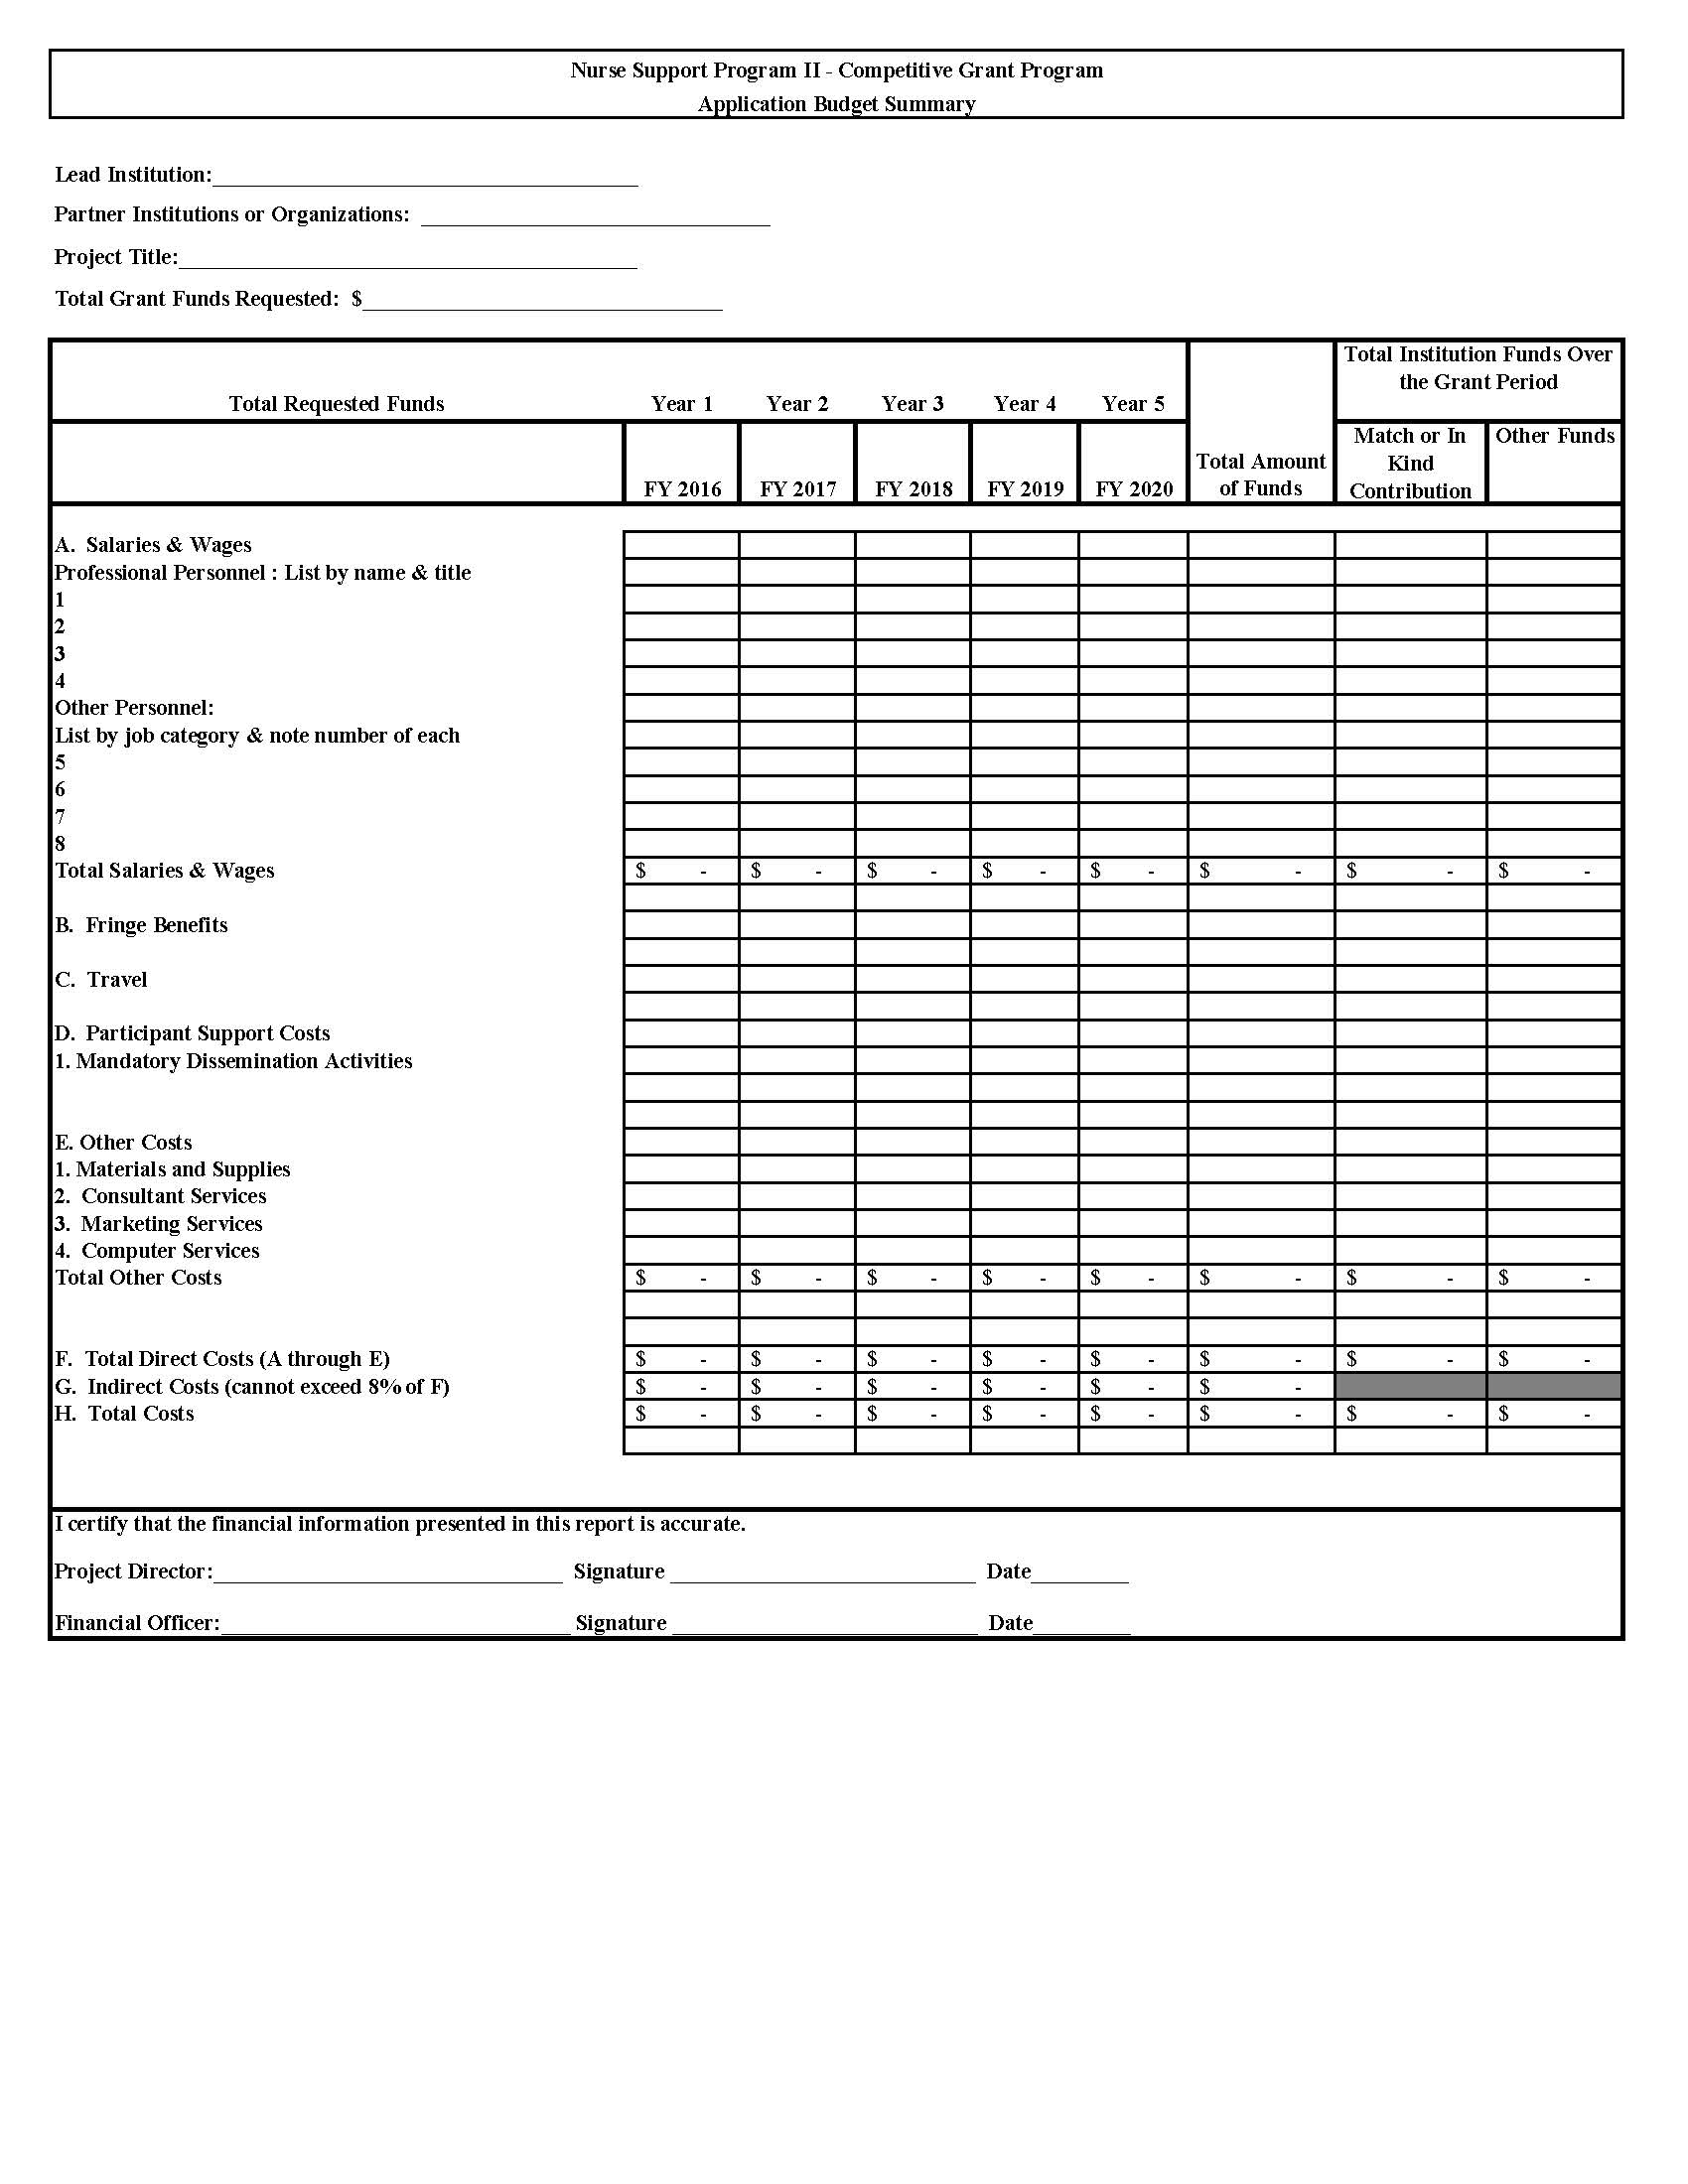 Nurse Support Program II - Competitive Grant Program
Application Budget Summary
Lead Institution:
Partner Institutions or Organizations:
Project Title:
Total Grant Funds Requested: $
Total Requested Funds Year 1 Year 2 Year 3 Year 4 Year 5
Total Institution Funds Over
the Grant Period
FY 2016 FY 2017 FY 2018 FY 2019 FY 2020
Total Amount
of Funds
Match or In
Kind
Contribution
Other Funds
A. Salaries & Wages
Professional Personnel : List by name & title
1
2
3
4
Other Personnel:
List by job category & note number of each
5
6
7
8
Total Salaries & Wages $ - $ - $ - $ - $ - $ - $ - $ -
B. Fringe Benefits
C. Travel
D. Participant Support Costs
1. Mandatory Dissemination Activities
E. Other Costs
1. Materials and Supplies
2. Consultant Services
3. Marketing Services
4. Computer Services
Total Other Costs $ - $ - $ - $ - $ - $ - $ - $ -
F. Total Direct Costs (A through E) $ - $ - $ - $ - $ - $ - $ - $ -
G. Indirect Costs (cannot exceed 8% of F) $ - $ - $ - $ - $ - $ -
H. Total Costs $ - $ - $ - $ - $ - $ - $ - $ -
I certify that the financial information presented in this report is accurate.
Project Director: Signature Date
Financial Officer: Signature Date